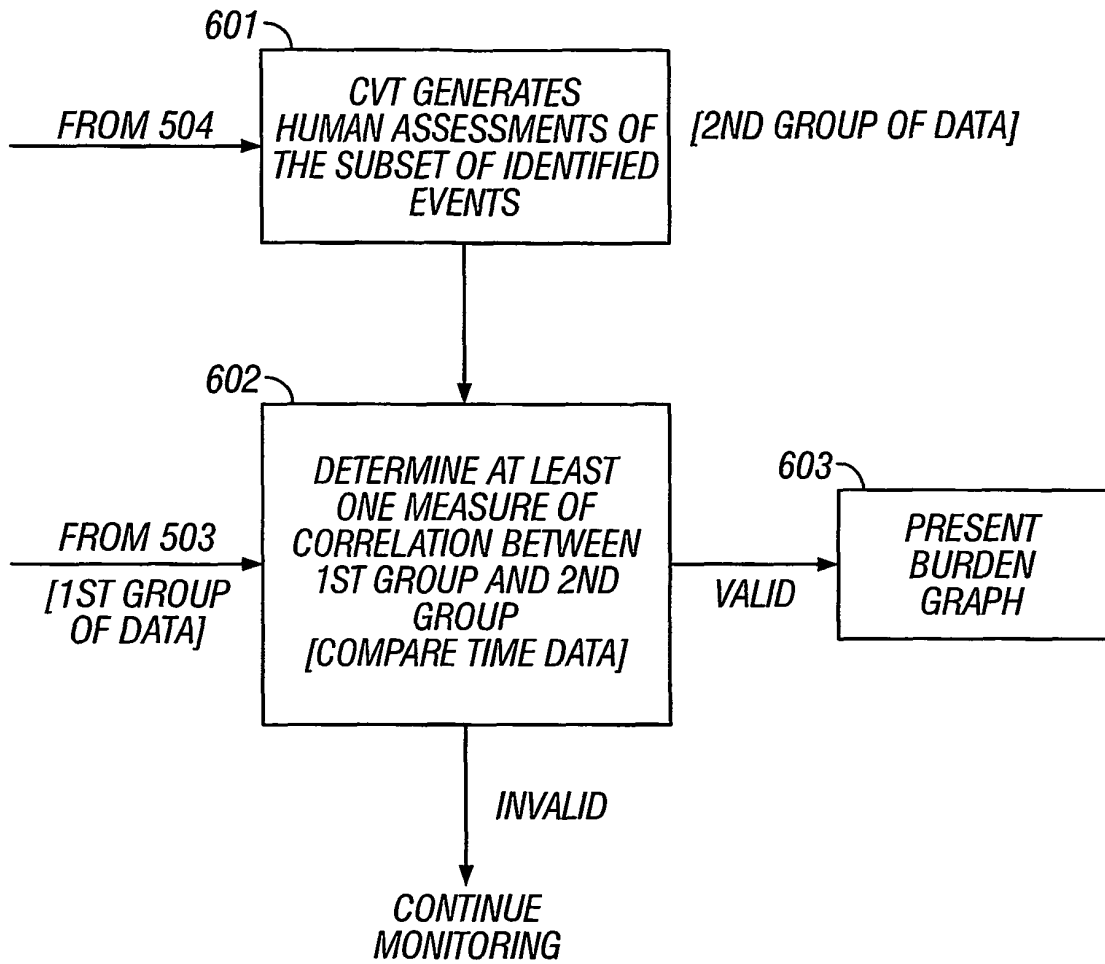 601
CVT GENERATES
HUMAN ASSESSMENTS OF
THE SUBSET OF IDENTIFIED
EVENTS
FROM 504
[2ND GROUP OF DATA]
602
DETERMINE AT LEAST
ONE MEASURE OF
CORRELATION BETWEEN
1ST GROUP AND 2ND
GROUP
[COMPARE TIME DATA]
FROM 503
[1ST GROUP
OF DATA]
VALID
603
PRESENT
BURDEN
GRAPH
INVALID
CONTINUE
MONITORING